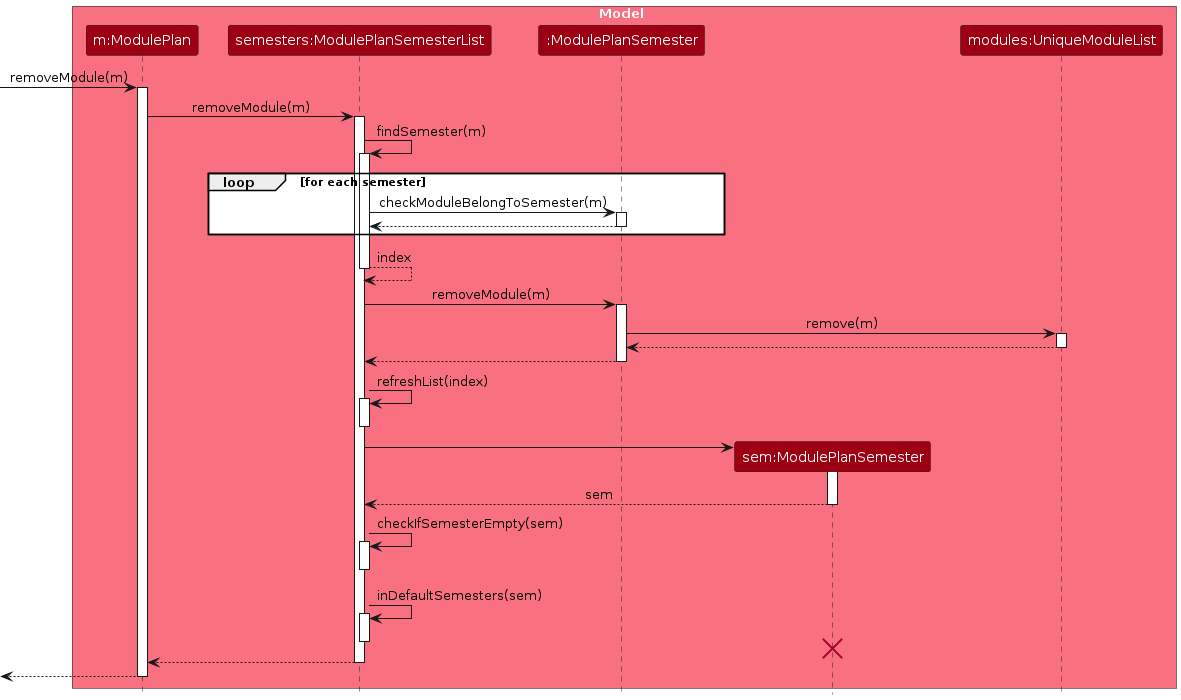 Model
m:ModulePlan
semesters:ModulePlanSemesterList
:ModulePlanSemester
modules:UniqueModuleList
removeModule(m)
removeModule(m)
findSemester(m)
loop
[for each semester]
checkModuleBelongToSemester(m)
index
removeModule(m)
remove(m)
refreshList(index)
sem:ModulePlanSemester
sem
checkIfSemesterEmpty(sem)
inDefaultSemesters(sem)